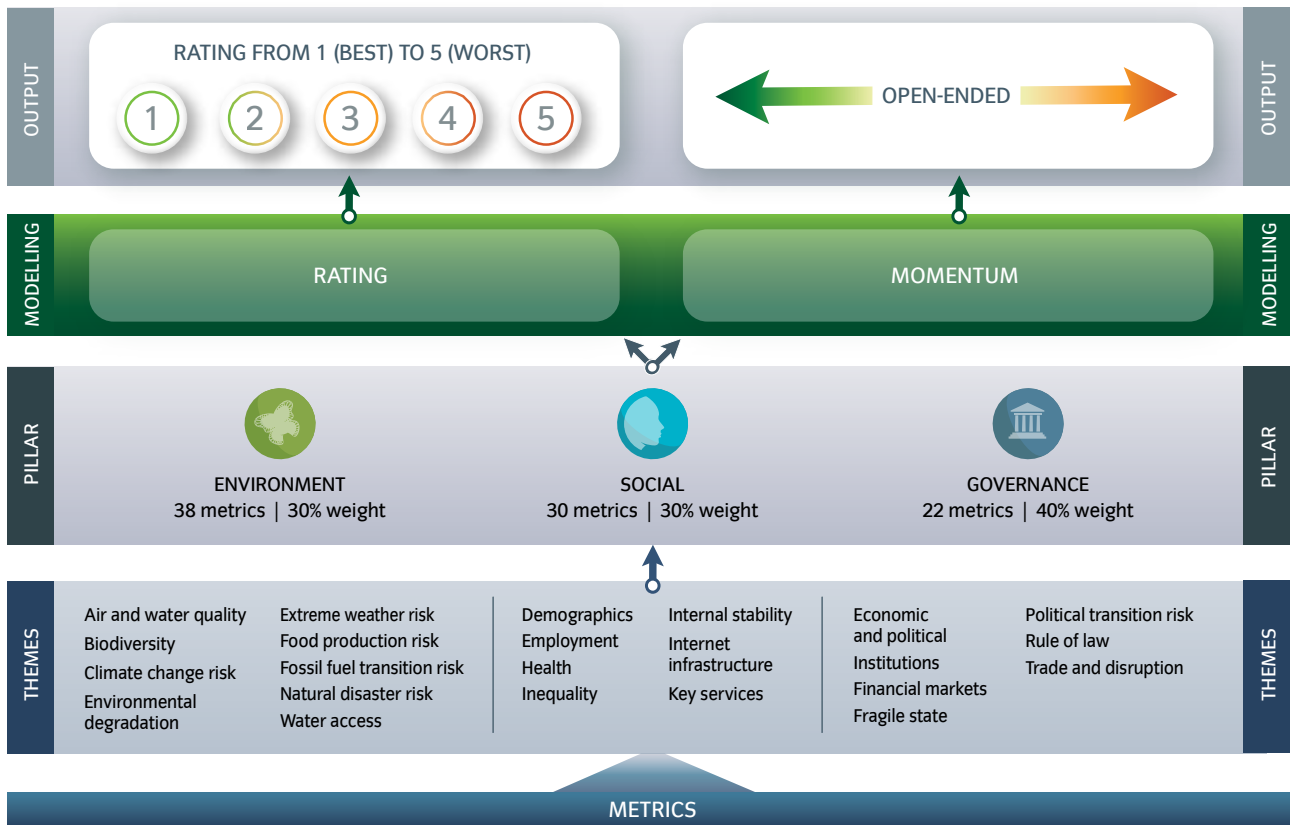 OUTPUT
RATING FROM 1 (BEST) TO 5 (WORST)
1 2 3 4 5
OPEN-ENDED
OUTPUT
MODELLING
RATING
MOMENTUM
MODELLING
PILLAR
ENVIRONMENT
38 metrics | 30% weight
SOCIAL
30 metrics | 30% weight
GOVERNANCE
22 metrics | 40% weight
PILLAR
THEMES
Air and water quality
Biodiversity
Climate change risk
Environmental
degradation
Extreme weather risk
Food production risk
Fossil fuel transition risk
Natural disaster risk
Water access
Demographics
Employment
Health
Inequality
Internal stability
Internet
infrastructure
Key services
Economic
and political
Institutions
Financial markets
Fragile state
Political transition risk
Rule of law
Trade and disruption
THEMES
METRICS